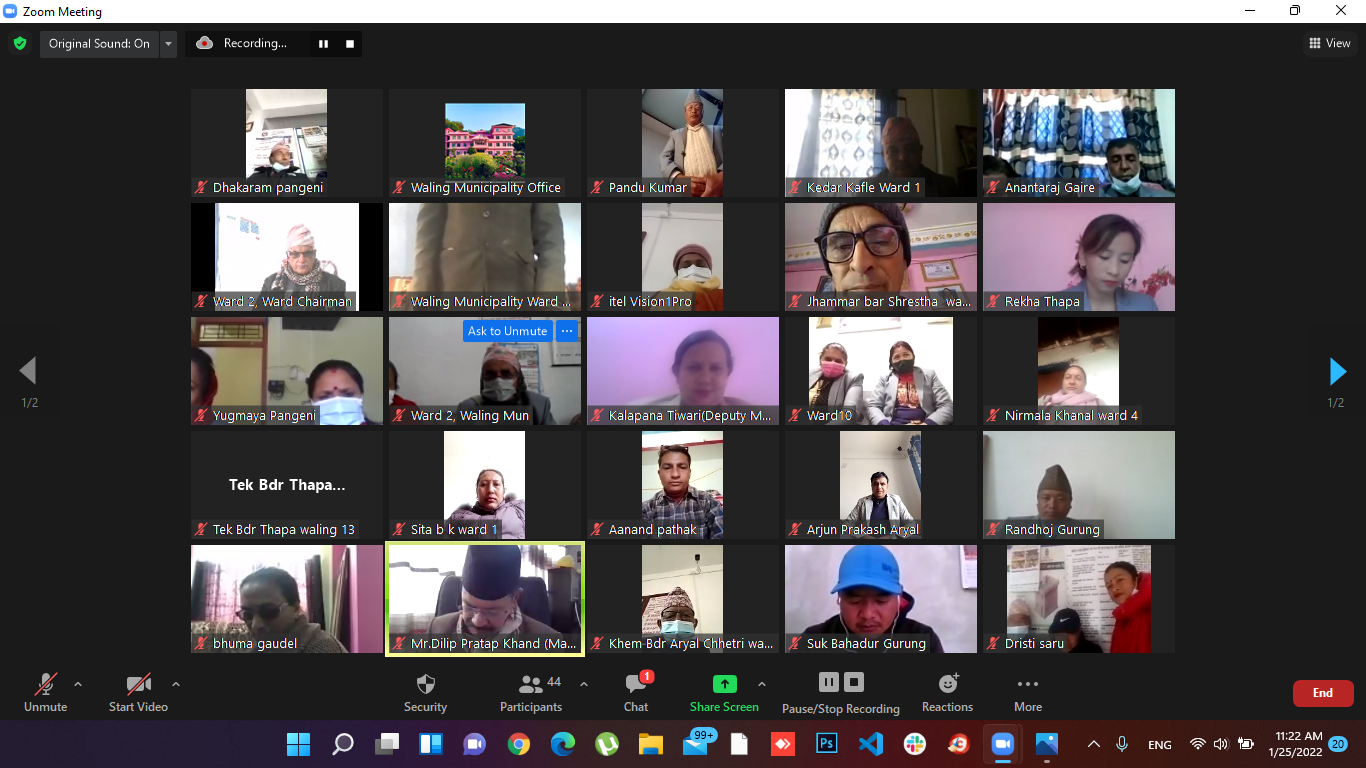 Zoom Meeting
Original Sound: On
Recording...
View
Dhakaram pangeni
Waling Municipality Office
Pandu Kumar
Kedar Kafle Ward 1
Anantaraj Gaire
Ward 2, Ward Chairman
Waling Municipality Ward ...
itel Vision1Pro
Jhammar bar Shrestha wa...
Rekha Thapa
Ask to Unmute ...
Yugmaya Pangeni
Ward 2, Waling Mun
Kalapana Tiwari(Deputy M...
Ward10
Nirmala Khanal ward 4
1/2
1/2
Tek Bdr Thapa...
Tek Bdr Thapa waling 13
Sita b k ward 1
Aanand pathak
Arjun Prakash Aryal
Randhoj Gurung
bhuma gaudel
Mr.Dilip Pratap Khand (Ma...
Khem Bdr Aryal Chhetri wa...
Suk Bahadur Gurung
Dristi saru
Unmute
Start Video
Security
44
Participants
1
Chat
Share Screen
Pause/Stop Recording
Reactions
More
End
99+
Ps
ENG
11:22 AM
1/25/2022
20